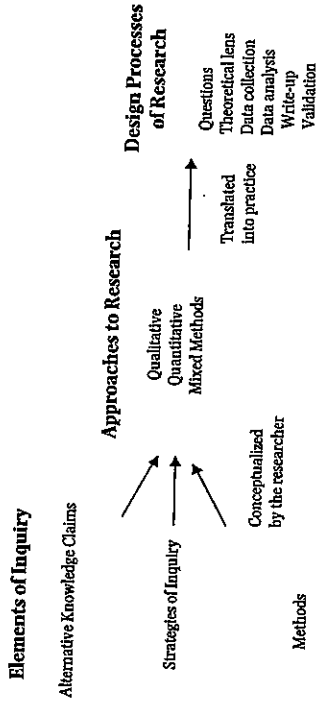 Elements of Inquiry
Alternative Knowledge Claims
Strategies of Inquiry
Methods
Conceptualized
by the researcher
Approaches to Research
Qualitative
Quantitative
Mixed Methods
Translated
into practice
Design Processes
of Research
Questions
Theoretical lens
Data collection
Data analysis
Write-up
Validation